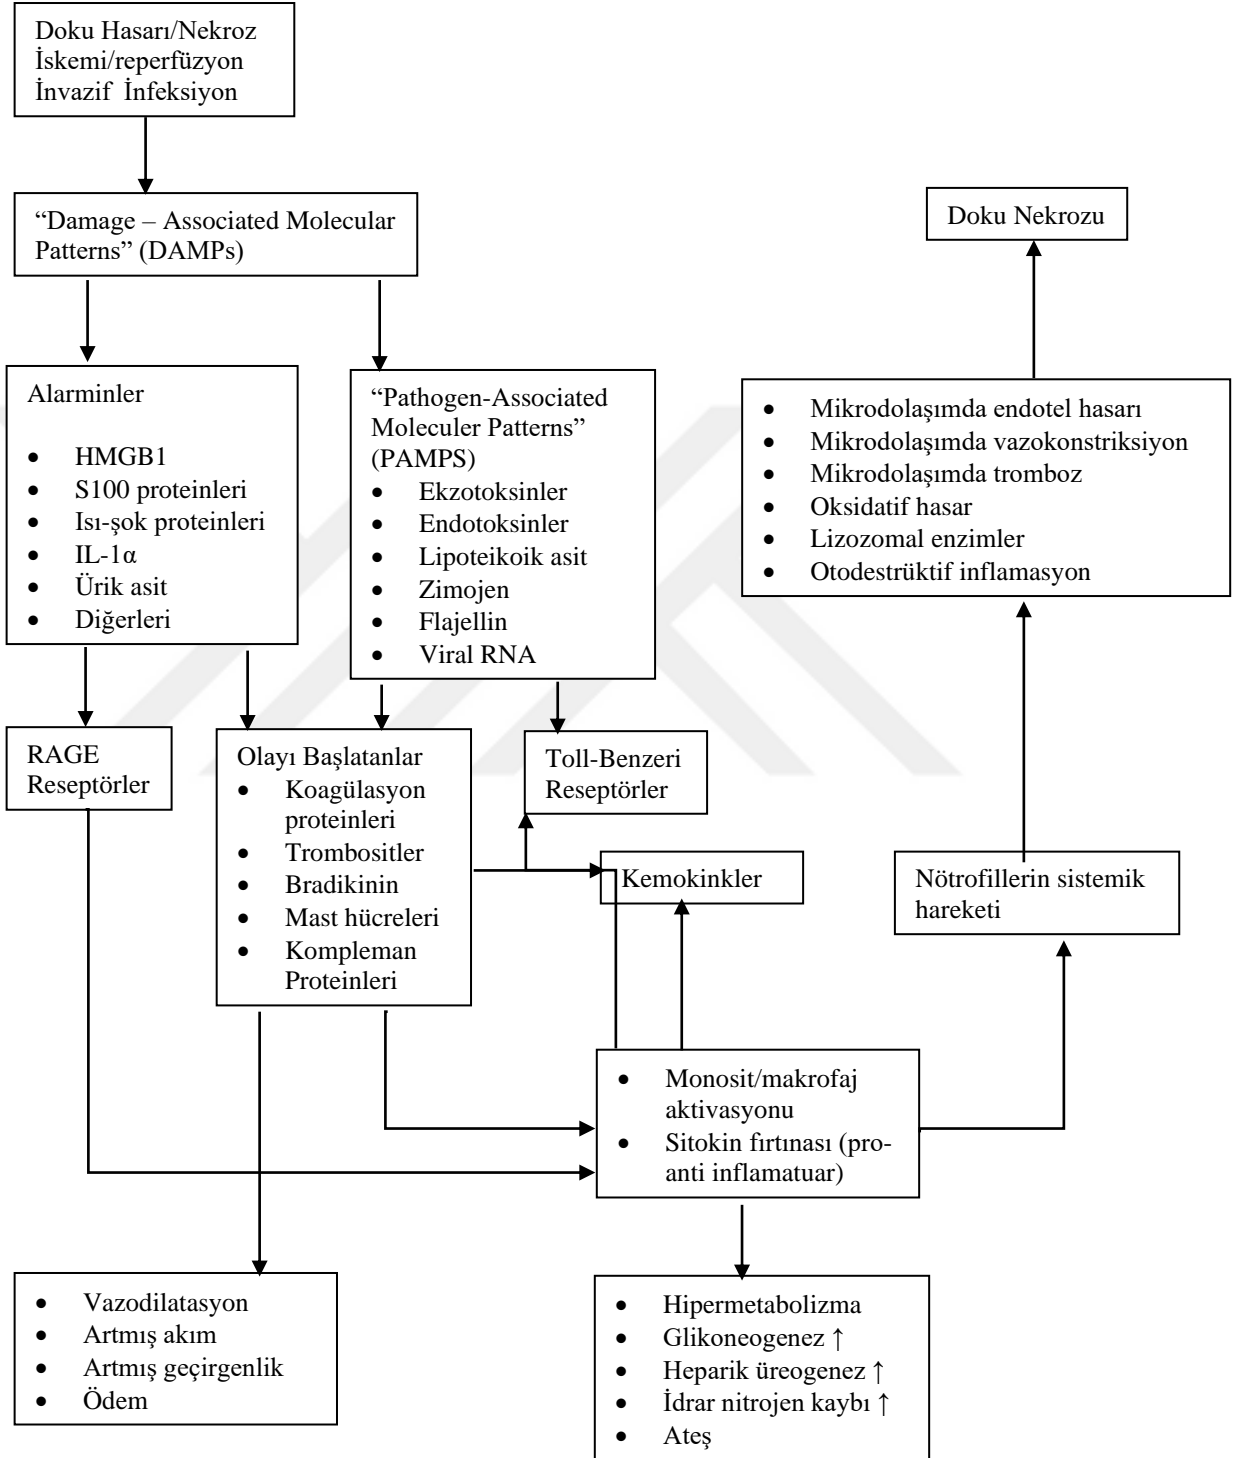 Doku Hasarı/Nekroz
İskemi/reperfüzyon
İnvazif İnfeksiyon
“Damage – Associated Molecular
Patterns” (DAMPs)
Doku Nekrozu
Alarminler
• HMGB1
• S100 proteinleri
• Isı-şok proteinleri
• IL-1α
• Ürik asit
• Diğerleri
“Pathogen-Associated
Moleculer Patterns”
(PAMPS)
• Ekzotoksinler
• Endotoksinler
• Lipoteikoik asit
• Zimojen
• Flajellin
• Viral RNA
• Mikrodolaşımda endotel hasarı
• Mikrodolaşımda vazokonstriksiyon
• Mikrodolaşımda tromboz
• Oksidatif hasar
• Lizozomal enzimler
• Otodestrüktif inflamasyon
RAGE
Reseptörler
Olayı Başlatanlar
• Koagülasyon
proteinleri
• Trombositler
• Bradikinin
• Mast hücreleri
• Kompleman
Proteinleri
Toll-Benzeri
Reseptörler
Kemokinkler
Nötrofillerin sistemik
hareketi
• Monosit/makrofaj
aktivasyonu
• Sitokin fırtınası (pro-
anti inflamatuar)
• Vazodilatasyon
• Artmış akım
• Artmış geçirgenlik
• Ödem
• Hipermetabolizma
• Glikoneogenez ↑
• Heparik üreogenez ↑
• İdrar nitrojen kaybı ↑
• Ateş